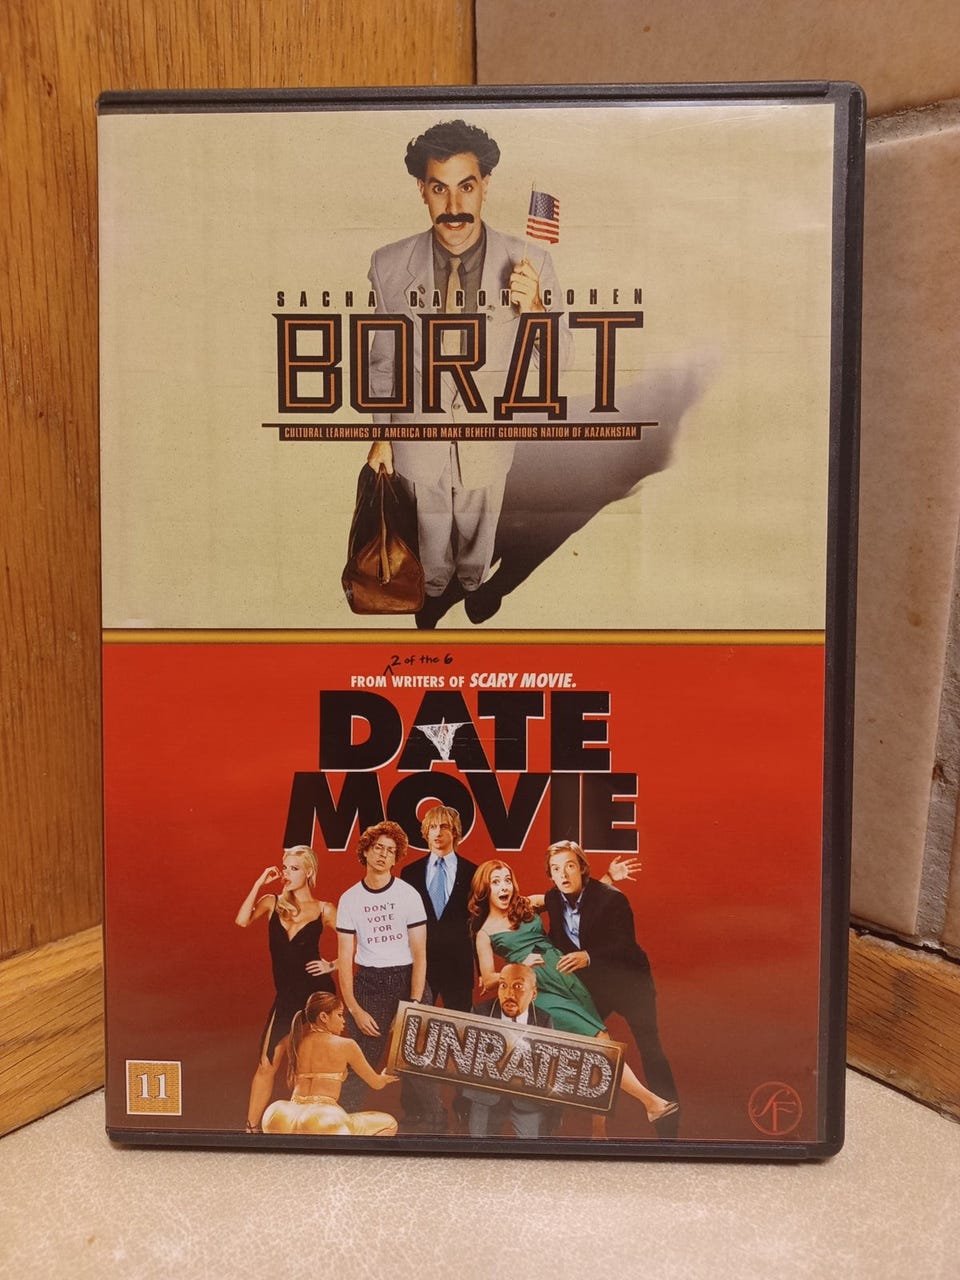 SACHA BARON COHEN
BORДT
CULTURAL LEARNINGS OF AMERICA FOR MAKE BENEFIT GLORIOUS NATION OF KAZAKHSTAN
2 of the 6
FROM WRITERS OF SCARY MOVIE.
DATE
MOVIE
DON'T
VOTE
FOR
PEDRO
UNRATED
11
SF